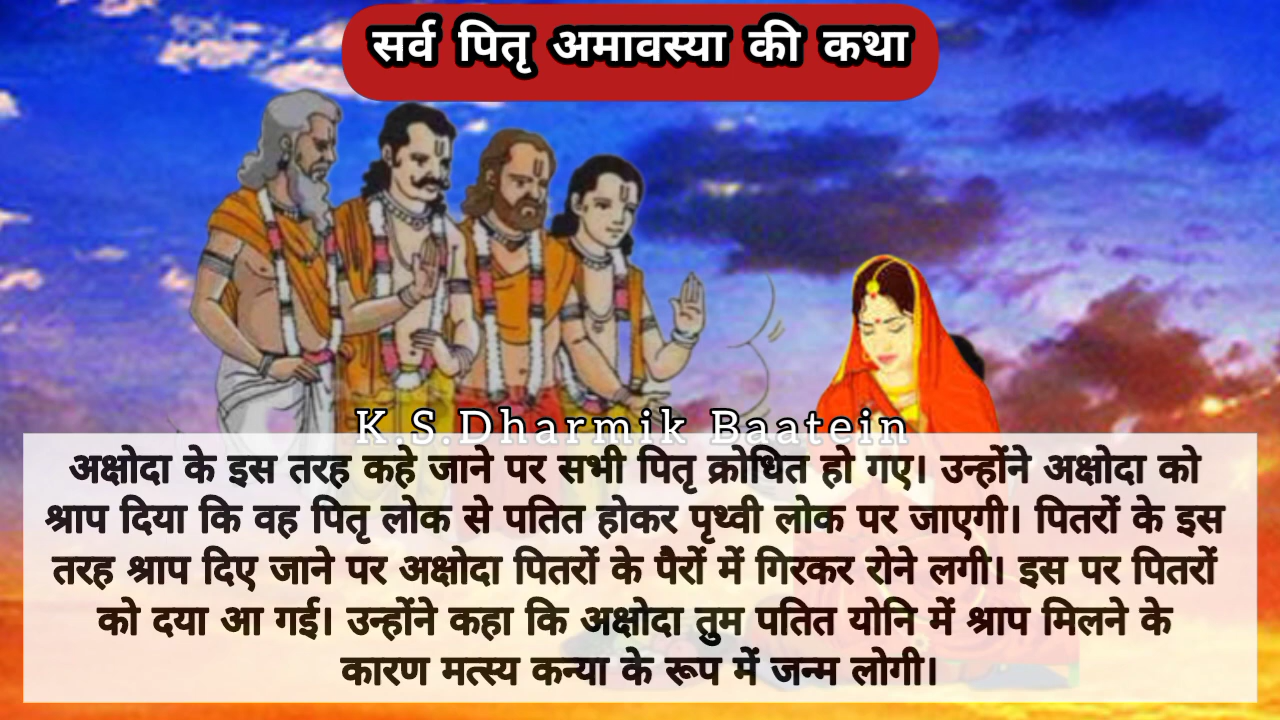 सर्व पितृ अमावस्या की कथा
K.S.Dharmik Baatein
अक्षोदा के इस तरह कहे जाने पर सभी पितृ क्रोधित हो गए। उन्होंने अक्षोदा को
श्राप दिया कि वह पितृ लोक से पतित होकर पृथ्वी लोक पर जाएगी। पितरों के इस
तरह श्राप दिए जाने पर अक्षोदा पितरों के पैरों में गिरकर रोने लगी। इस पर पितरों
को दया आ गई। उन्होंने कहा कि अक्षोदा तुम पतित योनि में श्राप मिलने के
कारण मत्स्य कन्या के रूप में जन्म लोगी।